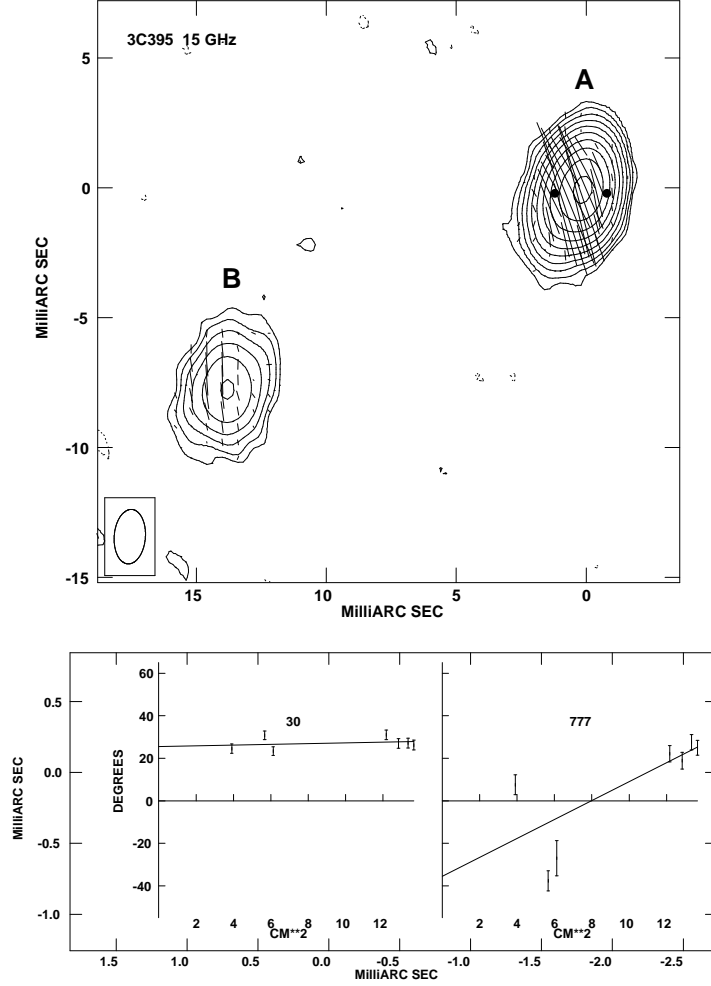 3C395 15 GHz
A
B
5
0
-5
-10
-15
MilliARC SEC
15 10 5 0
MilliARC SEC
0.5
0.0
-0.5
-1.0
MilliARC SEC
60
40
20
0
-20
-40
DEGREES
30
2 4 6 8 10 12
CM**2
777
2 4 6 8 10 12
CM**2
1.5 1.0 0.5 0.0 -0.5 -1.0 -1.5 -2.0 -2.5
MilliARC SEC